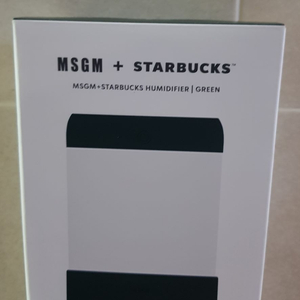 MSGM + STARBUCKS™
MSGM+STARBUCKS HUMIDIFIER | GREEN